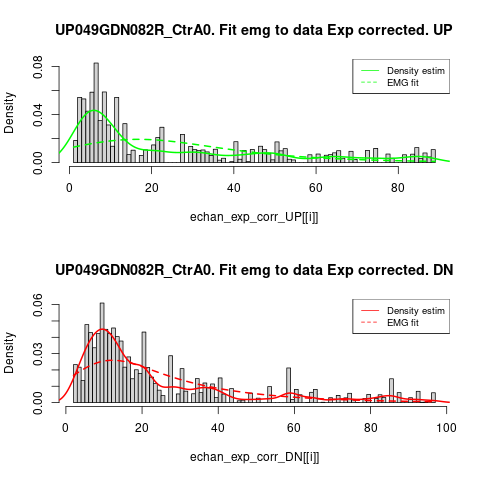 UP049GDN082R_CtrA0. Fit emg to data Exp corrected. UP
Density
0.00
0.04
0.08
Density estim
EMG fit
0 20 40 60 80
echan_exp_corr_UP[[i]]
UP049GDN082R_CtrA0. Fit emg to data Exp corrected. DN
Density
0.00
0.03
0.06
Density estim
EMG fit
0 20 40 60 80 100
echan_exp_corr_DN[[i]]